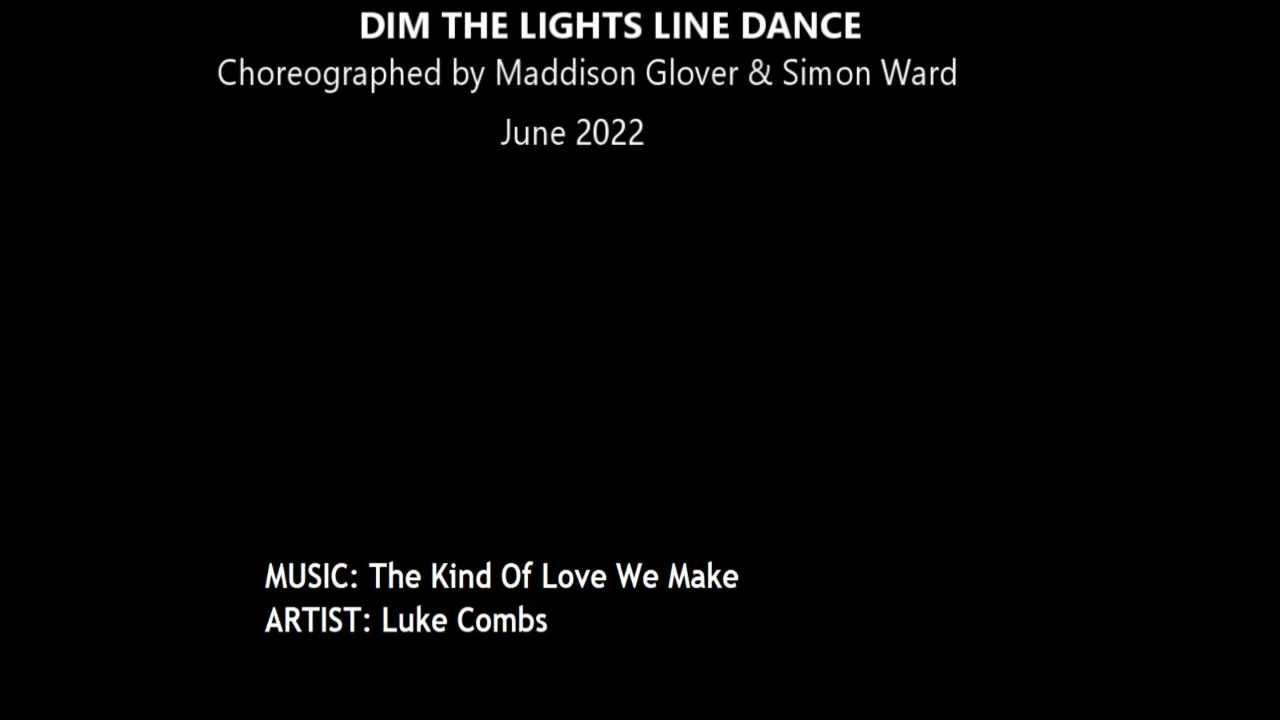 DIM THE LIGHTS LINE DANCE
Choreographed by Maddison Glover & Simon Ward
June 2022
MUSIC: The Kind Of Love We Make
ARTIST: Luke Combs